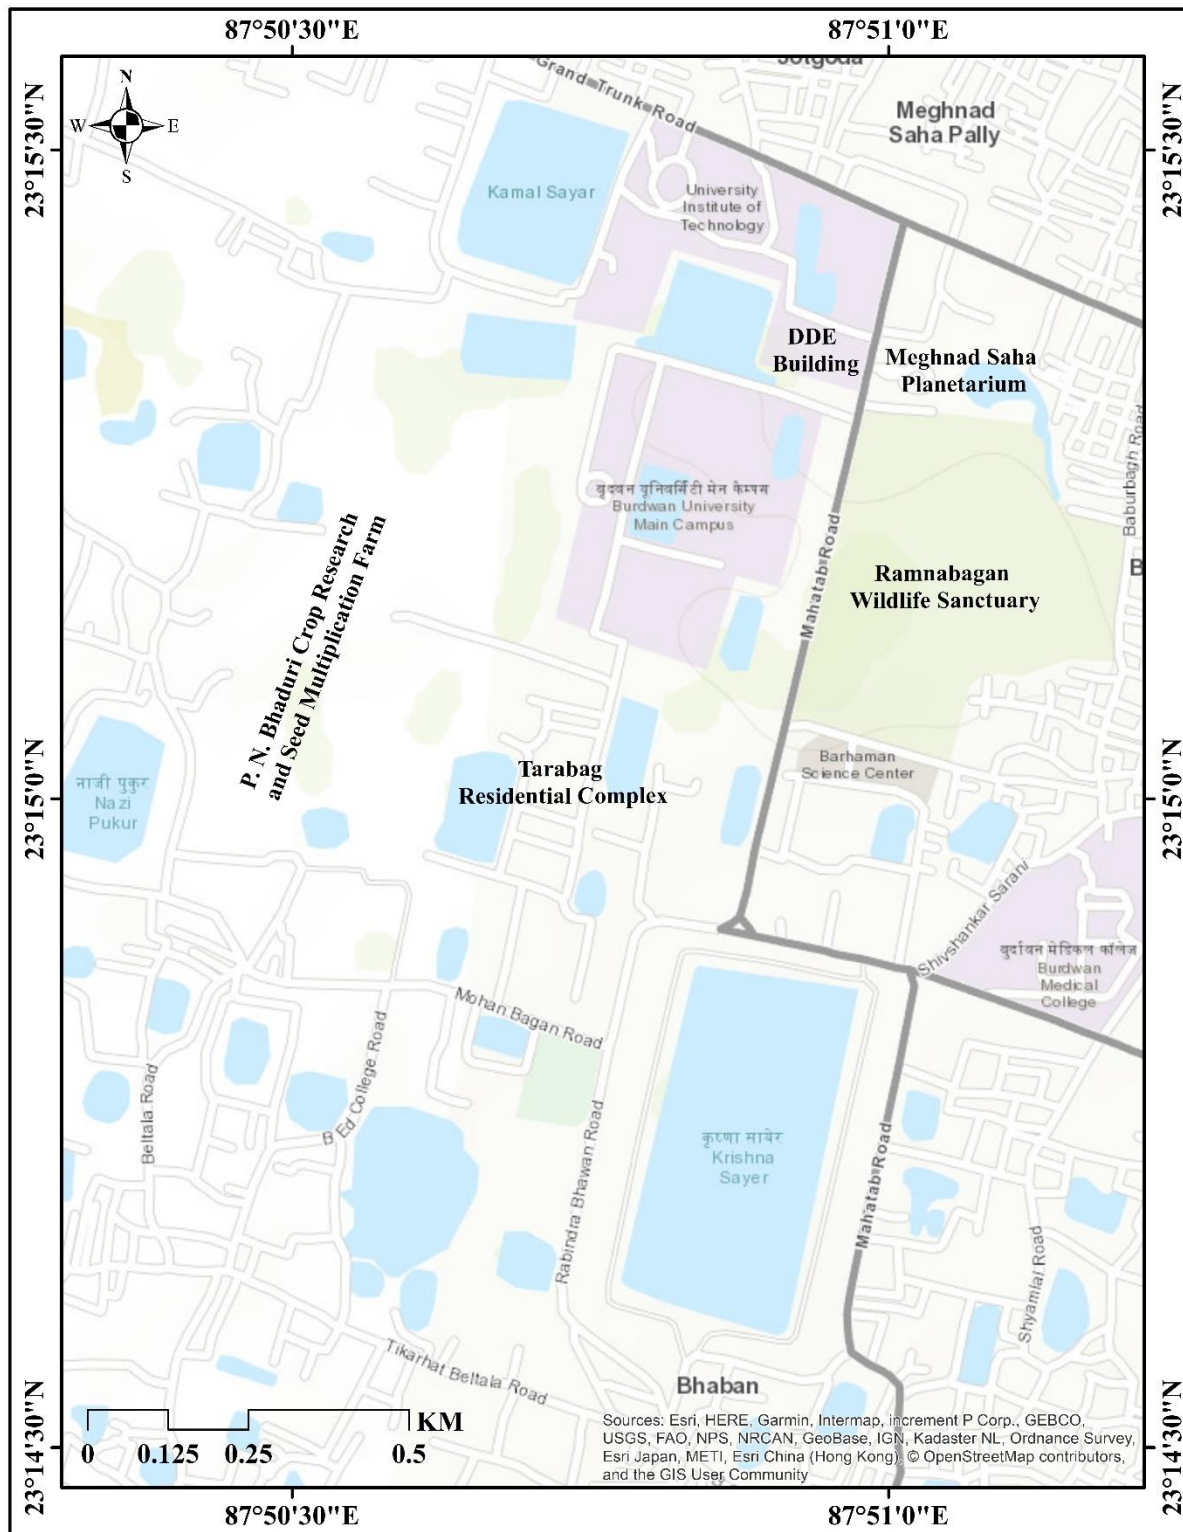 87°50'30"E
87°51'0"E
23°15'30"N
23°15'30"N
N
W
E
S
Grand Trunk Road
Jotgoda
Meghnad
Saha Pally
Kamal Sayar
University
Institute of
Technology
DDE
Building
Meghnad Saha
Planetarium
Baburbagh Road
B
Burdwan University
Main Campus
Mahatab Road
Ramnabagan
Wildlife Sanctuary
P. N. Bhaduri Crop Research
and Seed Multiplication Farm
23°15'0"N
23°15'0"N
नाजी पुकुर
Nazi
Pukur
Tarabag
Residential Complex
Barhaman
Science Center
Shivshankar Sarani
Burdwan
Medical
College
Mohan Bagan Road
B Ed College Road
Beltala Road
Rabindra Bhawan Road
कृष्णा सायेर
Krishna
Sayer
Mahatab Road
Shyamlal Road
Tikarhat Beltala Road
Bhaban
KM
0
0.125
0.25
0.5
Sources: Esri, HERE, Garmin, Intermap, increment P Corp., GEBCO,
USGS, FAO, NPS, NRCAN, GeoBase, IGN, Kadaster NL, Ordnance Survey,
Esri Japan, METI, Esri China (Hong Kong), © OpenStreetMap contributors,
and the GIS User Community
23°14'30"N
23°14'30"N
87°50'30"E
87°51'0"E